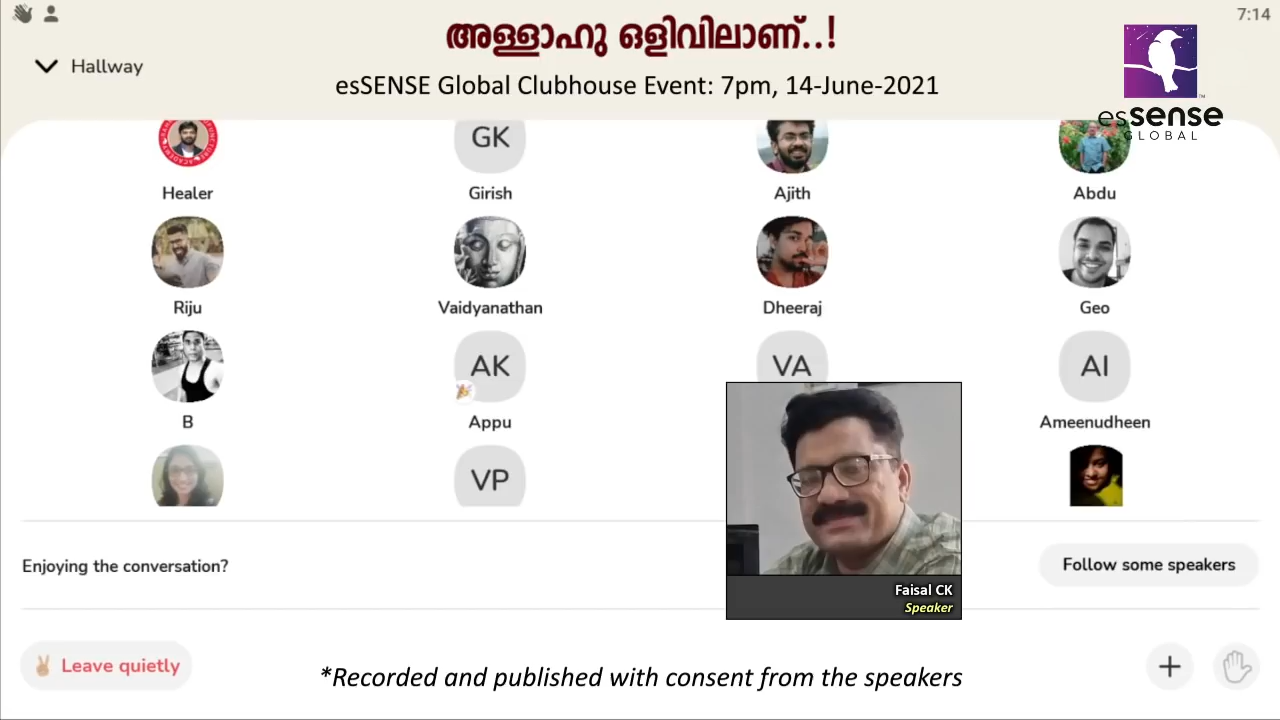 7:14
അള്ളാഹു ഒളിവിലാണ്..!
Hallway
esSENSE Global Clubhouse Event: 7pm, 14-June-2021
essense
GLOBAL
GK
Healer
Girish
Ajith
Abdu
Riju
Vaidyanathan
Dheeraj
Geo
AK
VA
AI
B
Appu
Ameenudheen
VP
Enjoying the conversation?
Follow some speakers
Faisal CK
Speaker
Leave quietly
*Recorded and published with consent from the speakers